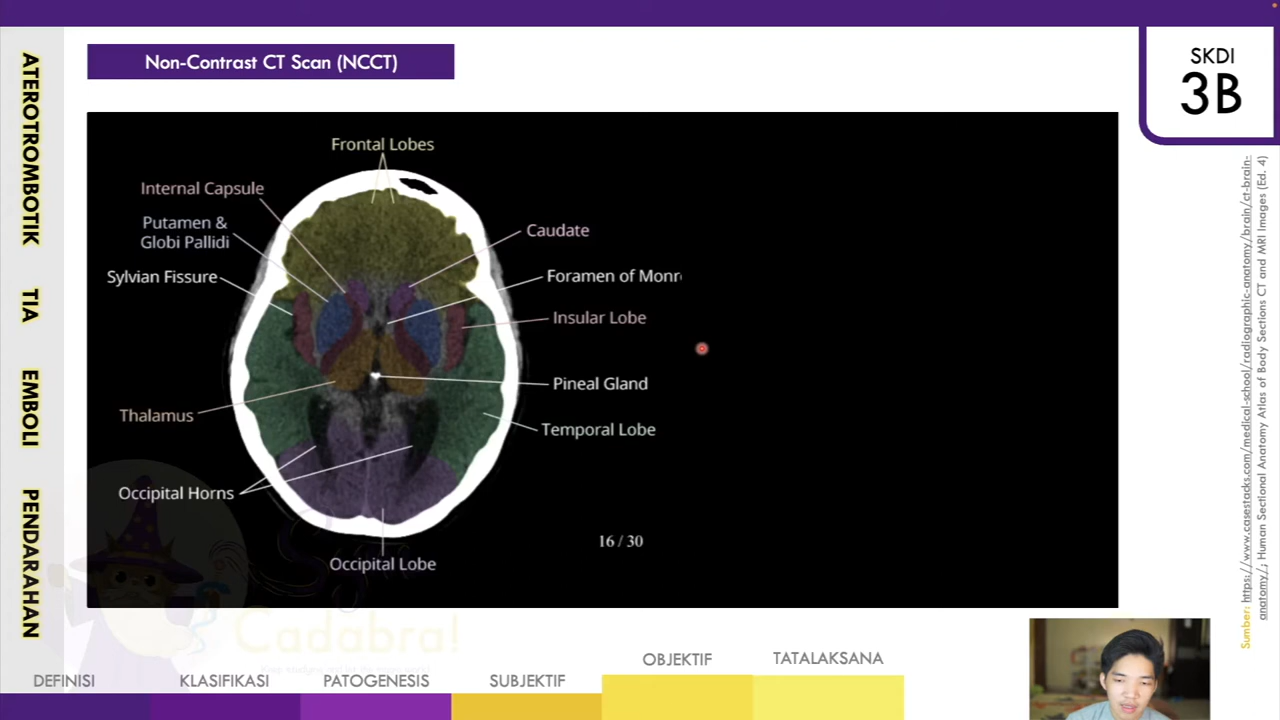 Non-Contrast CT Scan (NCCT)
SKDI
3B
ATEROTROMBOTIK
TIA
EMBOLI
PENDARAHAN
Frontal Lobes
Internal Capsule
Putamen &
Globi Pallidi
Sylvian Fissure
Caudate
Foramen of Monr
Insular Lobe
Pineal Gland
Thalamus
Temporal Lobe
Occipital Horns
16 / 30
Occipital Lobe
Cadabra!
Sumber: https://www.casestacks.com/medical-school/radiographic-anatomy/brain/ct-brain-
anatomy/; Human Sectional Anatomy Atlas of Body Sections CT and MRI Images (Ed. 4)
DEFINISI
KLASIFIKASI
PATOGENESIS
SUBJEKTIF
OBJEKTIF
TATALAKSANA